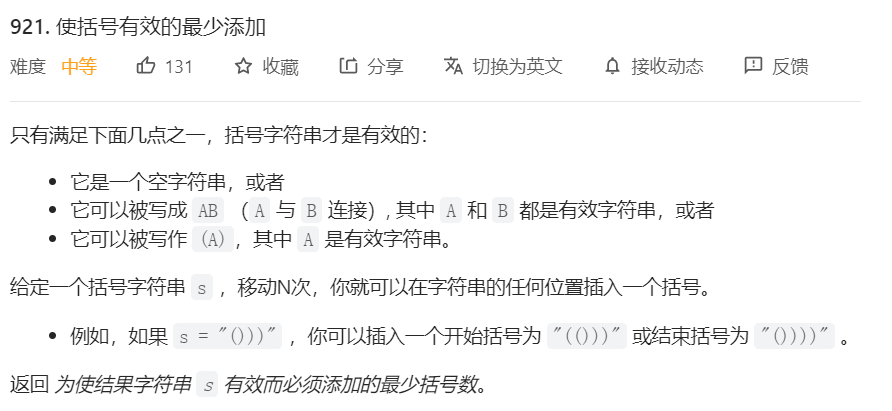 921. 使括号有效的最少添加
难度 中等 131 收藏 分享 切换为英文 接收动态 反馈
只有满足下面几点之一，括号字符串才是有效的：
• 它是一个空字符串，或者
• 它可以被写成 AB （A 与 B 连接）, 其中 A 和 B 都是有效字符串，或者
• 它可以被写作 (A)，其中 A 是有效字符串。
给定一个括号字符串 s ，移动N次，你就可以在字符串的任何位置插入一个括号。
• 例如，如果 s = "()))" ，你可以插入一个开始括号为 "(()))" 或结束括号为 "())))" 。
返回 为使结果字符串 s 有效而必须添加的最少括号数。